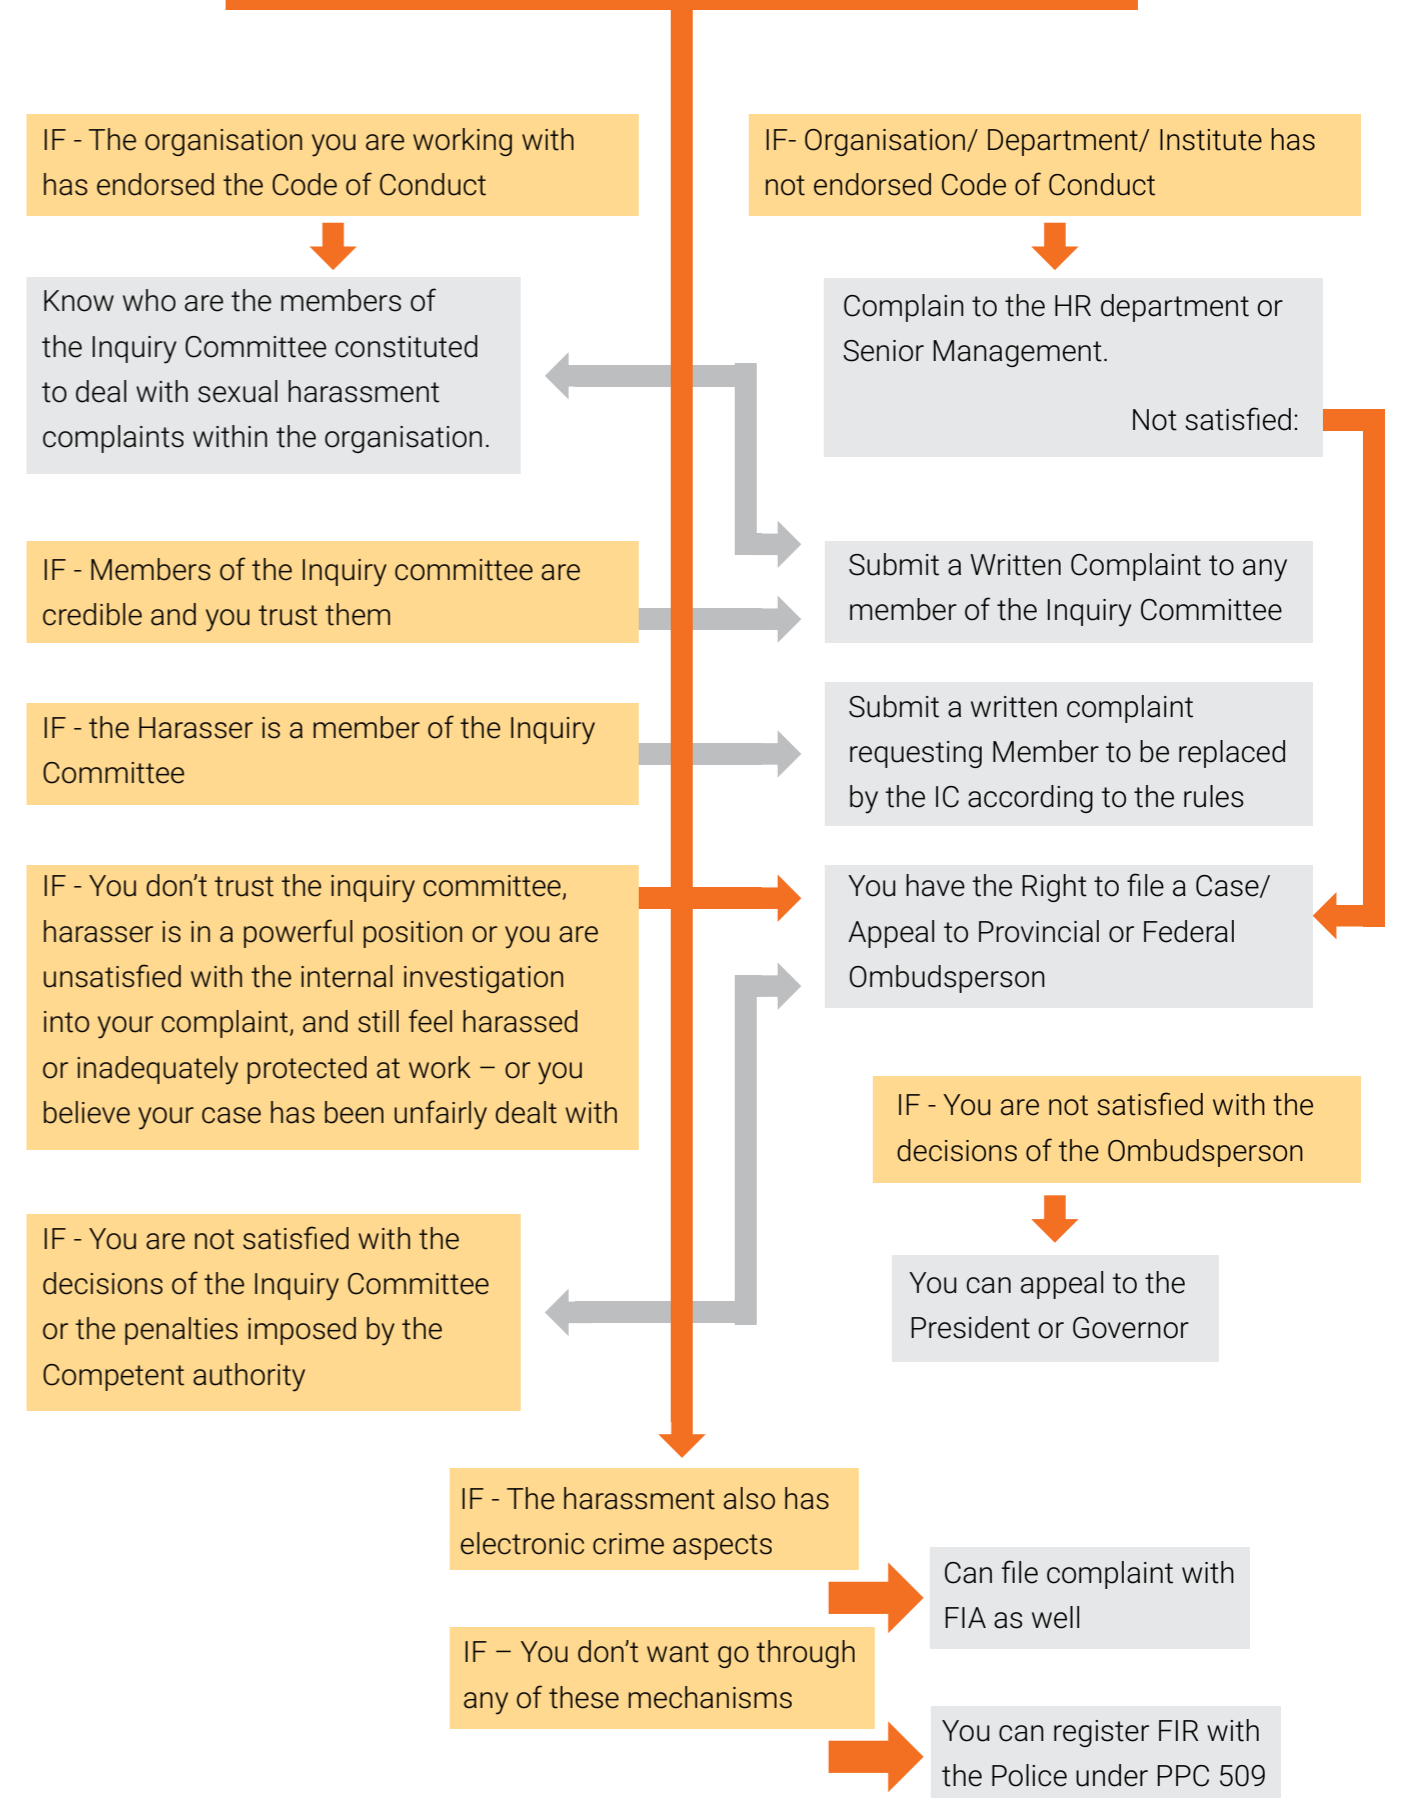 IF - The organisation you are working with
has endorsed the Code of Conduct
IF- Organisation/ Department/ Institute has
not endorsed Code of Conduct
Know who are the members of
the Inquiry Committee constituted
to deal with sexual harassment
complaints within the organisation.
Complain to the HR department or
Senior Management.
Not satisfied:
IF - Members of the Inquiry committee are
credible and you trust them
Submit a Written Complaint to any
member of the Inquiry Committee
IF - the Harasser is a member of the Inquiry
Committee
Submit a written complaint
requesting Member to be replaced
by the IC according to the rules
IF - You don’t trust the inquiry committee,
harasser is in a powerful position or you are
unsatisfied with the internal investigation
into your complaint, and still feel harassed
or inadequately protected at work – or you
believe your case has been unfairly dealt with
You have the Right to file a Case/
Appeal to Provincial or Federal
Ombudsperson
IF - You are not satisfied with the
decisions of the Ombudsperson
You can appeal to the
President or Governor
IF - You are not satisfied with the
decisions of the Inquiry Committee
or the penalties imposed by the
Competent authority
IF - The harassment also has
electronic crime aspects
Can file complaint with
FIA as well
IF – You don’t want go through
any of these mechanisms
You can register FIR with
the Police under PPC 509